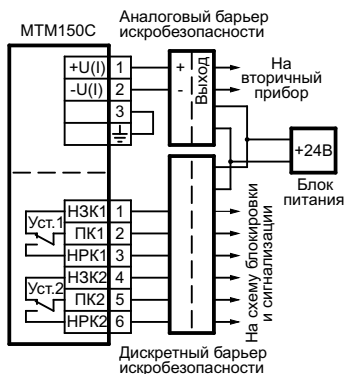 Аналоговый барьер
искробезопасности
МТМ150С
+U(I) 1
-U(I) 2
3
+
-
Выход
На
вторичный
прибор
+24В
Блок
питания
Уст.1
НЗК1 1
ПК1 2
НРК1 3
Уст.2
НЗК2 4
ПК2 5
НРК2 6
На схему блокировки
и сигнализации
Дискретный барьер
искробезопасности